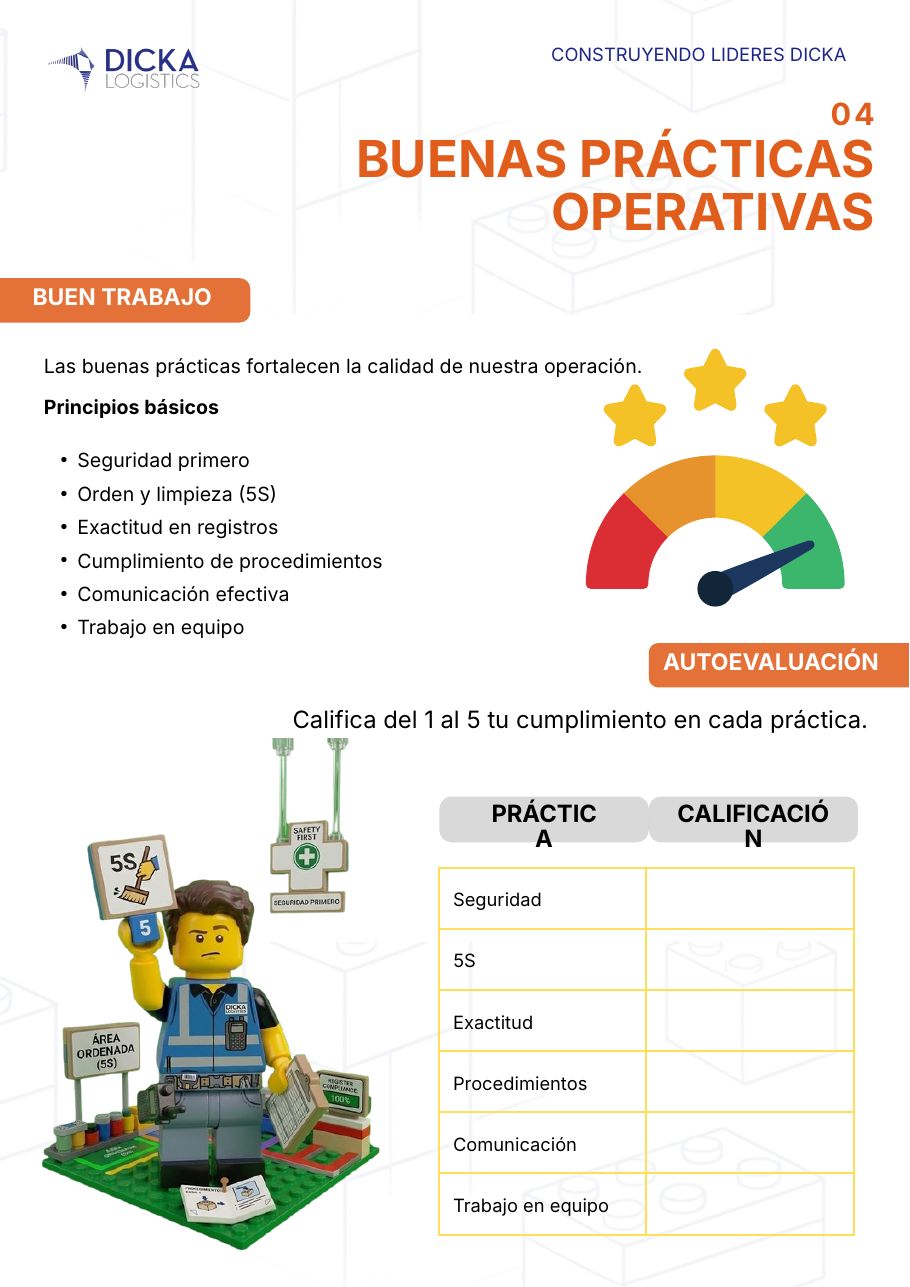 DICKA
LOGISTICS
CONSTRUYENDO LIDERES DICKA
04
BUENAS PRÁCTICAS
OPERATIVAS
BUEN TRABAJO
Las buenas prácticas fortalecen la calidad de nuestra operación.
Principios básicos
• Seguridad primero
• Orden y limpieza (5S)
• Exactitud en registros
• Cumplimiento de procedimientos
• Comunicación efectiva
• Trabajo en equipo
AUTOEVALUACIÓN
Califica del 1 al 5 tu cumplimiento en cada práctica.
SAFETY
FIRST
SEGURIDAD PRIMERO
5S
5
DICKA
LOGISTICS
ÁREA
ORDENADA
(5S)
REGISTER
COMPLIANCE:
100%
PRÁCTIC
A
CALIFICACIÓ
N
Seguridad
5S
Exactitud
Procedimientos
Comunicación
Trabajo en equipo